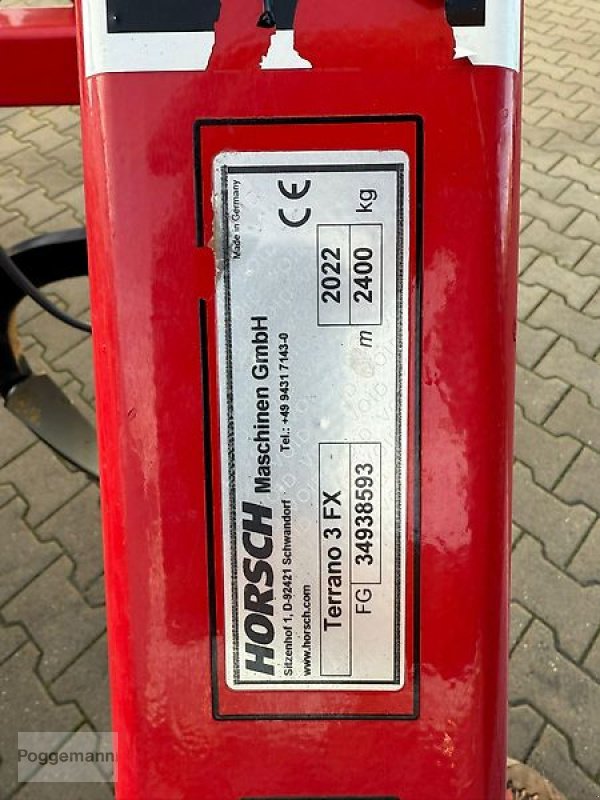 HORSCH Maschinen GmbH
Made in Germany
CE
Sitzenhof 1, D-92421 Schwandorf Tel.: +49 9431 7143-0
www.horsch.com
Terrano 3 FX 2022
FG 34938593 m 2400 kg
Poggemann